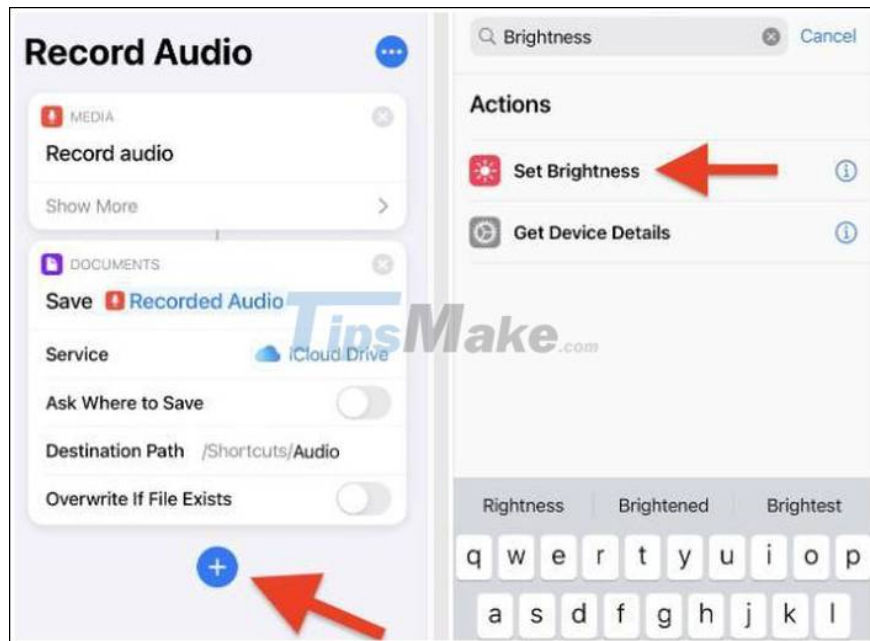 Record Audio
MEDIA
Record audio
Show More
DOCUMENTS
Save Recorded Audio
Service iCloud Drive
Ask Where to Save
Destination Path /Shortcuts/Audio
Overwrite If File Exists
Brightness Cancel
Actions
Set Brightness
Get Device Details
TipsMake.com
Rightness Brightened Brightest
q w e r t y u i o p
a s d f g h j k l